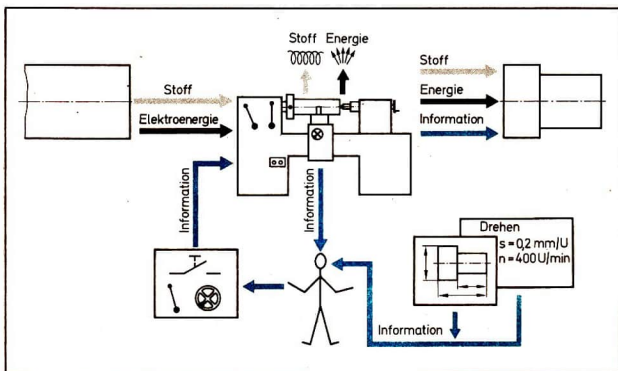 Stoff Energie
Stoff
Energie
Information
Stoff
Elektroenergie
Information
Information
Drehen
s = 0,2 mm/U
n = 400 U/min
Information